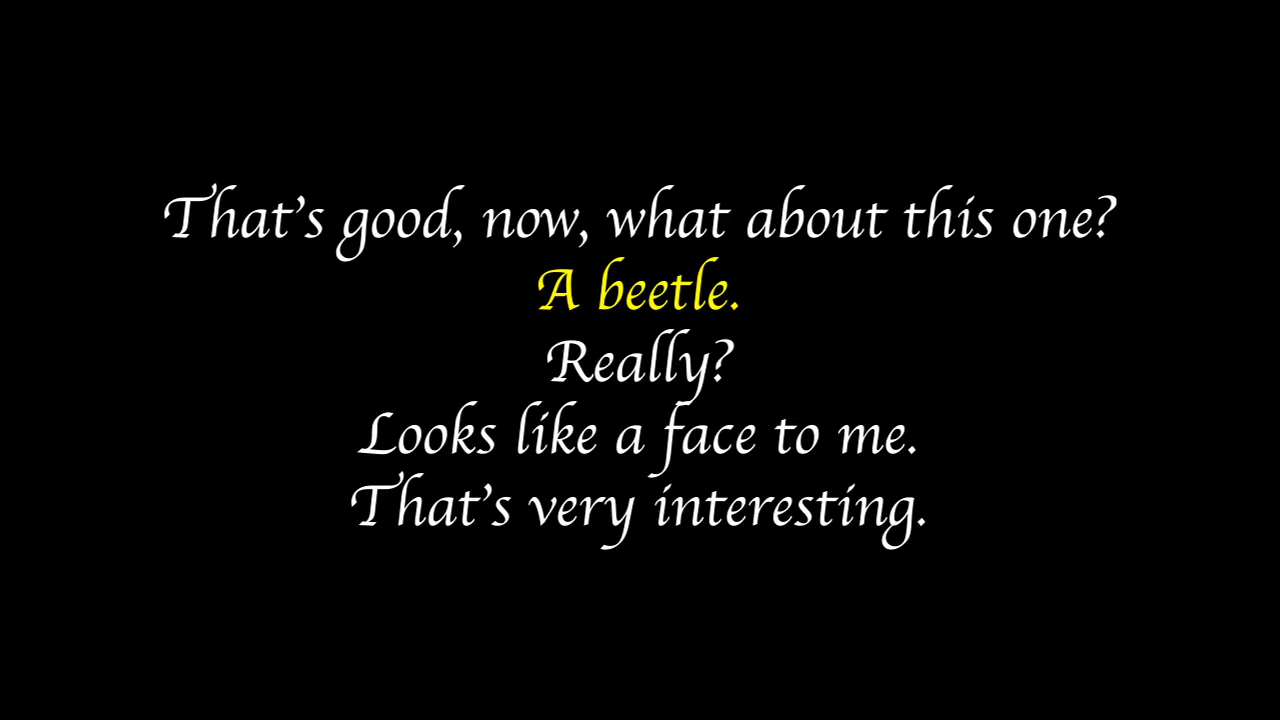 That's good, now, what about this one?
A beetle.
Really?
Looks like a face to me.
That's very interesting.